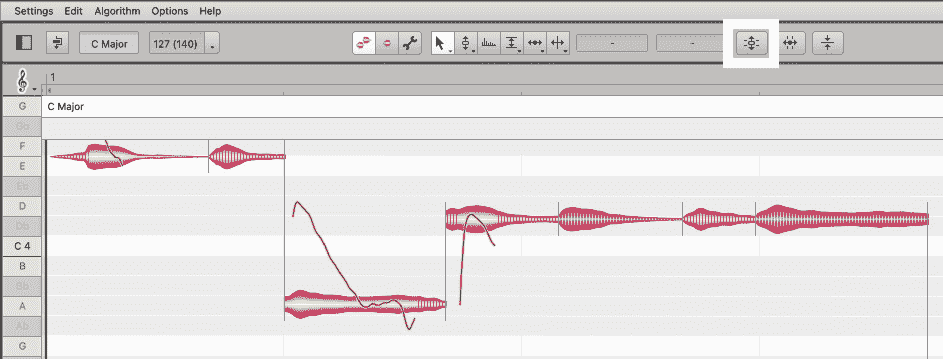 Settings Edit Algorithm Options Help
C Major 127 (140) - -
1
C Major
G
Gb
F
E
Eb
D
Db
C 4
B
Bb
A
Ab
G